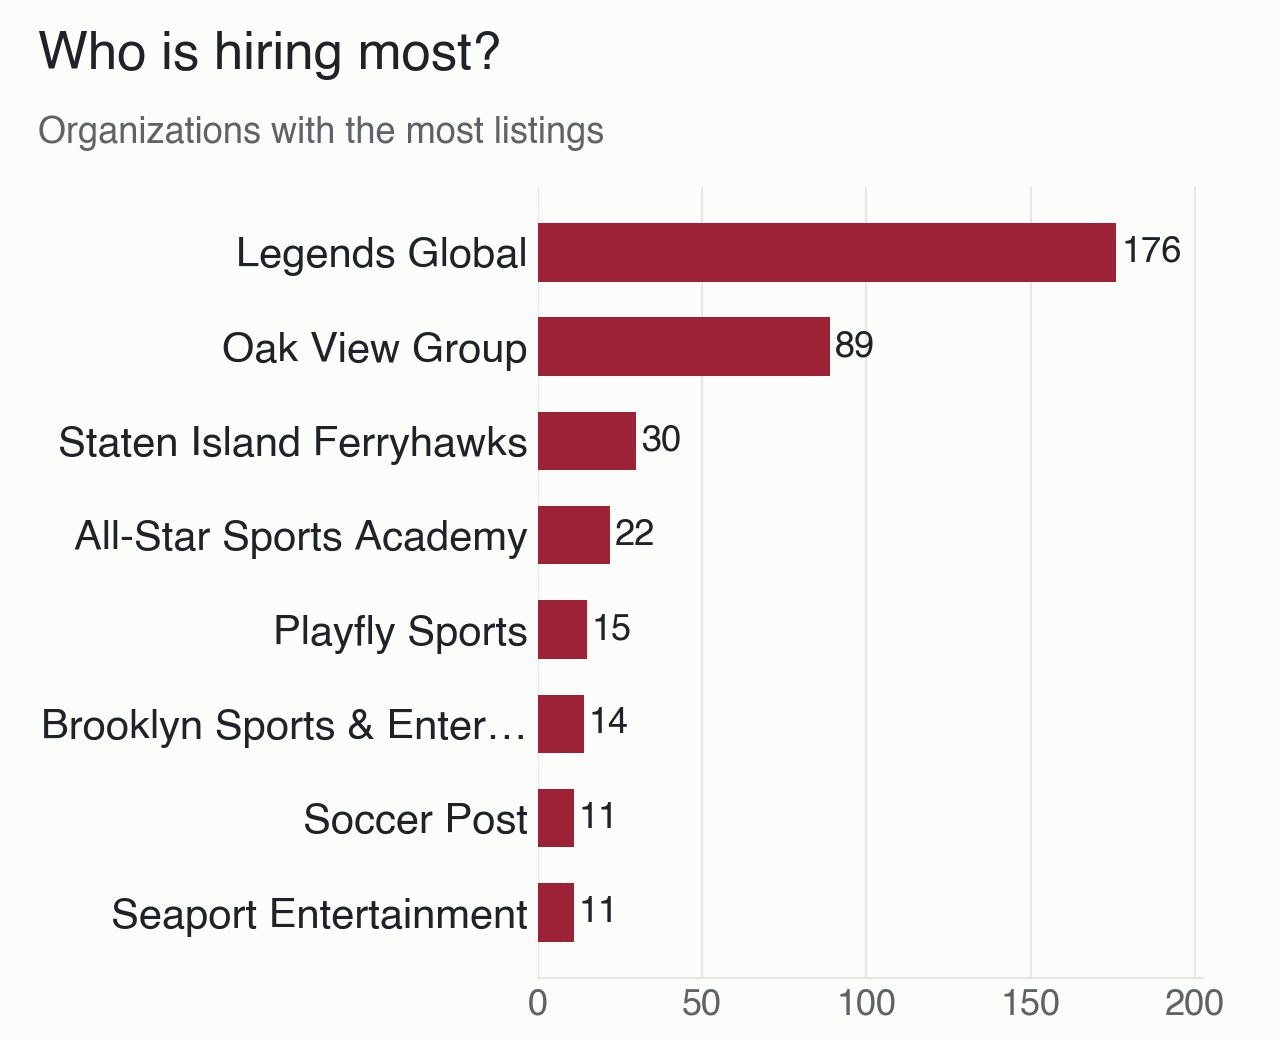 Who is hiring most?
Organizations with the most listings
Legends Global 176
Oak View Group 89
Staten Island Ferryhawks 30
All-Star Sports Academy 22
Playfly Sports 15
Brooklyn Sports & Enter… 14
Soccer Post 11
Seaport Entertainment 11
0 50 100 150 200